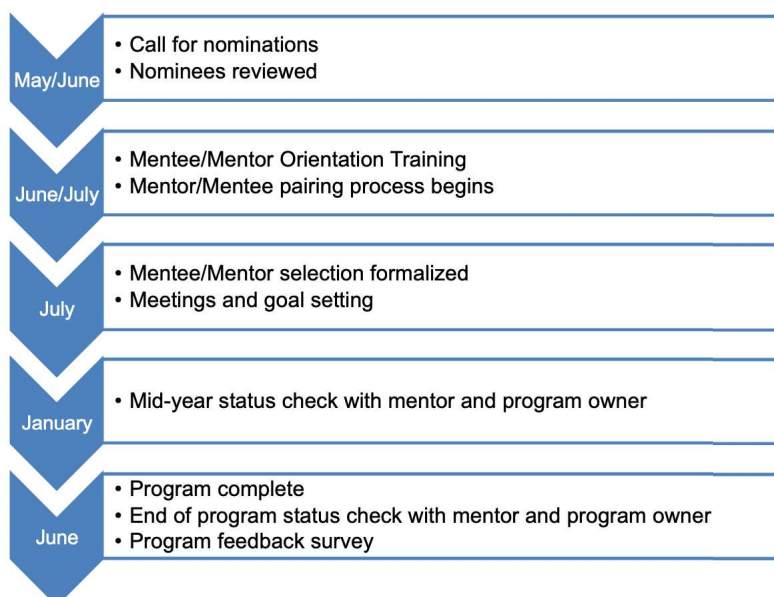 May/June
• Call for nominations
• Nominees reviewed
June/July
• Mentee/Mentor Orientation Training
• Mentor/Mentee pairing process begins
July
• Mentee/Mentor selection formalized
• Meetings and goal setting
January
• Mid-year status check with mentor and program owner
June
• Program complete
• End of program status check with mentor and program owner
• Program feedback survey